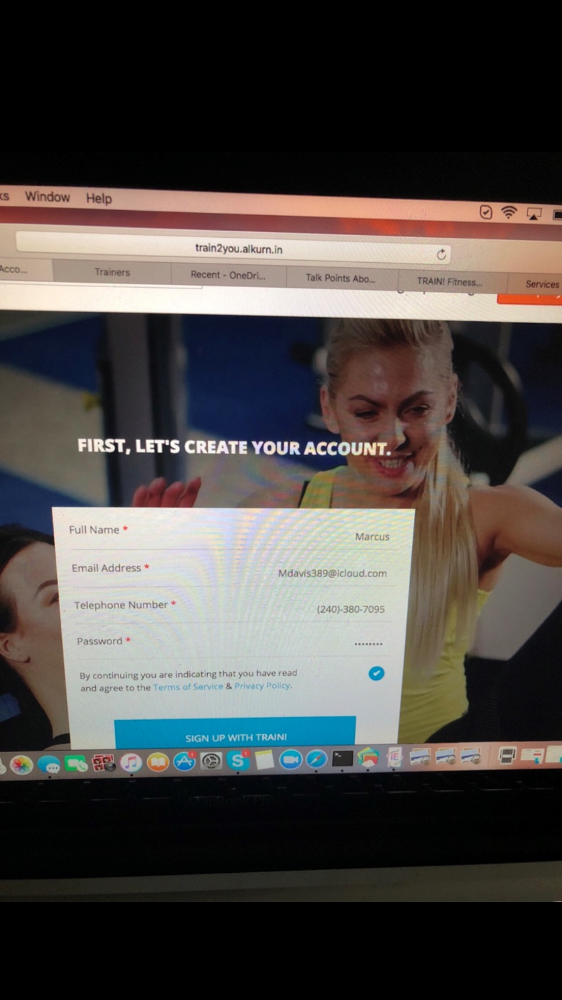 ks Window Help
train2you.alkurn.in
Acco... Trainers Recent - OneDri... Talk Points Abo... TRAIN! Fitness... Services
FIRST, LET'S CREATE YOUR ACCOUNT.
Full Name * Marcus
Email Address * Mdavis389@icloud.com
Telephone Number * (240)-380-7095
Password * ••••••••
By continuing you are indicating that you have read
and agree to the Terms of Service & Privacy Policy.
SIGN UP WITH TRAIN!
MacBook Pro